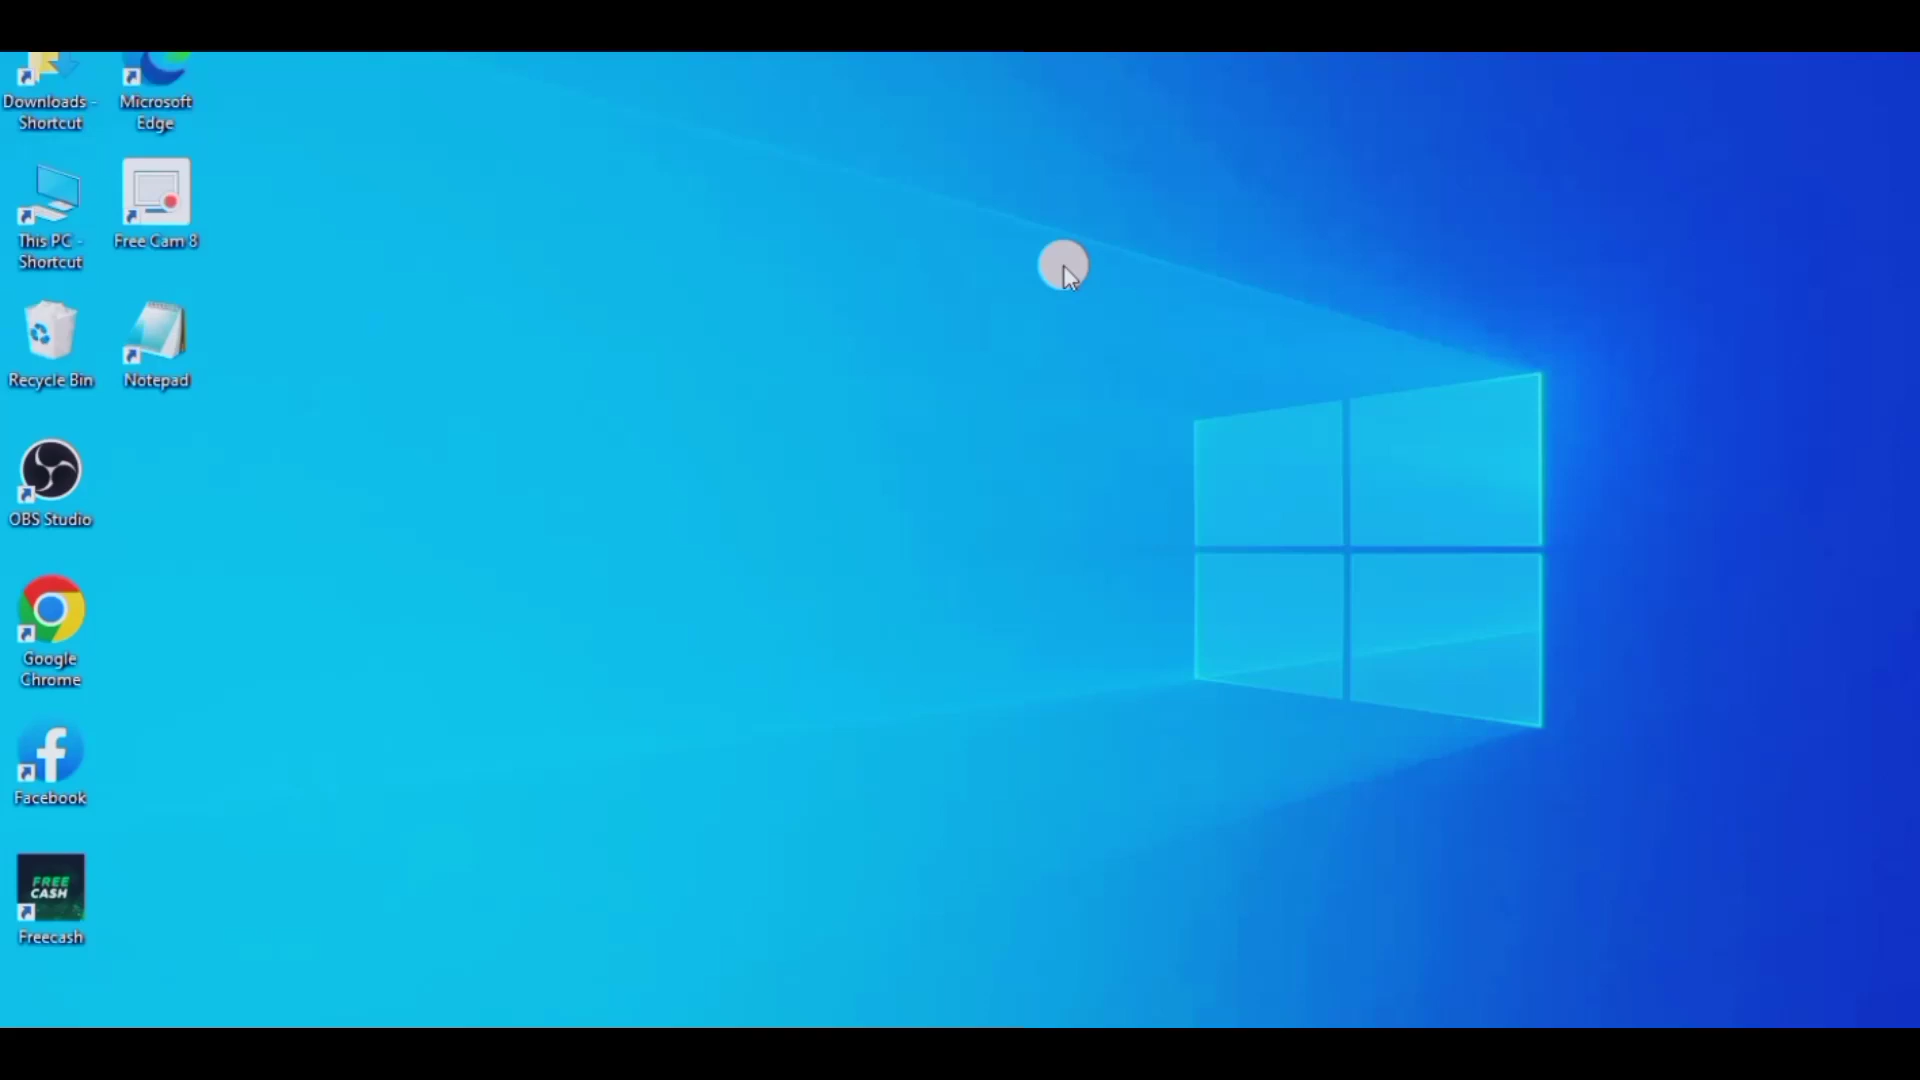 Downloads -
Shortcut
Microsoft
Edge
This PC -
Shortcut
Free Cam 8
Recycle Bin
Notepad
OBS Studio
Google
Chrome
Facebook
FREE
CASH
Freecash